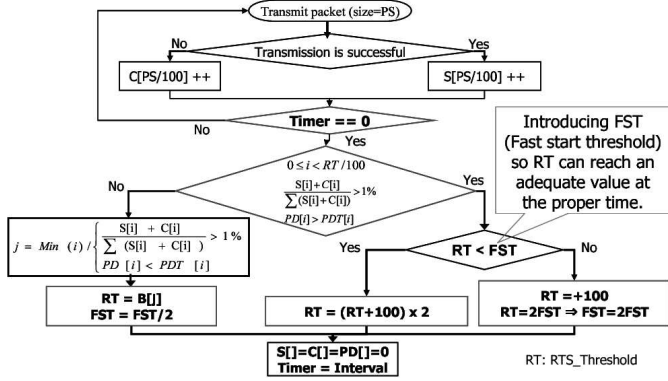 Transmit packet (size=PS)
No
Transmission is successful
Yes
C[PS/100] ++
S[PS/100] ++
No
Timer == 0
Yes
Introducing FST
(Fast start threshold)
so RT can reach an
adequate value at
the proper time.
No
0 ≤ i < RT /100
S[i]+C[i]
∑(S[i]+C[i]) >1%
PD[i]> PDT[i]
Yes
j = Min (i) /
S[i] + C[i]
∑ (S[i] + C[i] ) > 1 %
PD [i] < PDT [i]
Yes
RT < FST
No
RT = B[J]
FST = FST/2
RT = (RT+100) x 2
RT =+100
RT=2FST ⇒ FST=2FST
S[]=C[]=PD[]=0
Timer = Interval
RT: RTS_Threshold